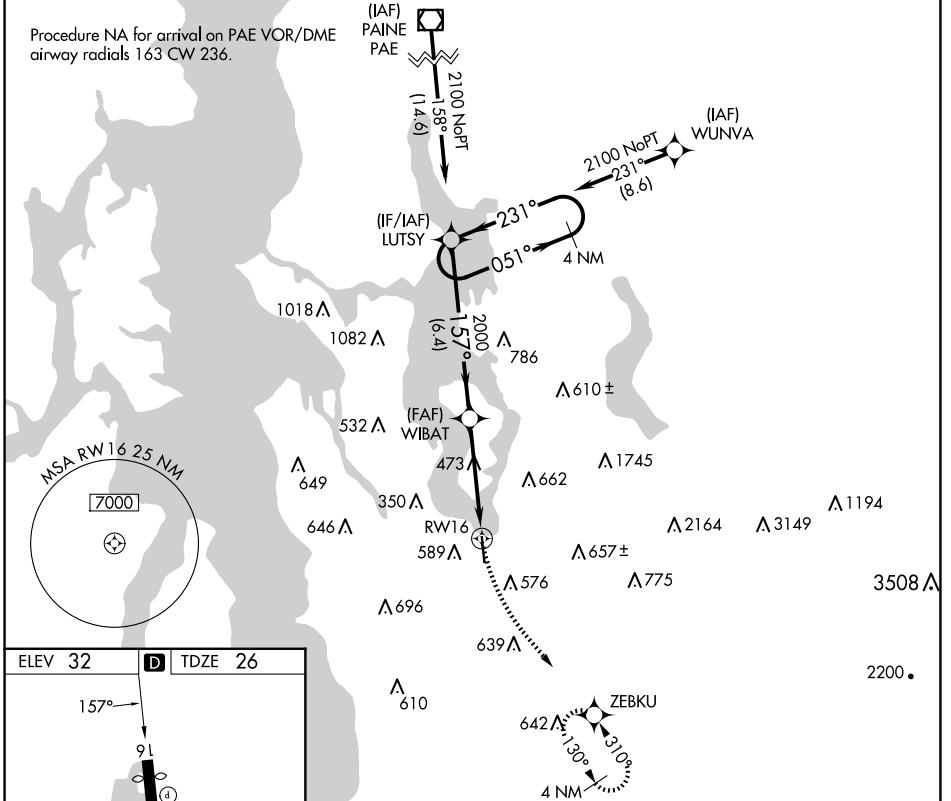 Procedure NA for arrival on PAE VOR/DME
airway radials 163 CW 236.
(IAF)
PAINE
PAE
2100 NoPT
158°
(14.6)
(IAF)
WUNVA
2100 NoPT
231°
(8.6)
(IF/IAF)
LUTSY
231°
051°
4 NM
1018
1082
2000
157°
(6.4)
786
610 ±
(FAF)
WIBAT
532
473
649
662
1745
350
646
RW16
589
657 ±
2164
3149
1194
576
775
3508
696
639
2200
610
642
ZEBKU
130°
310°
4 NM
MSA RW16 25 NM
7000
ELEV 32
D
TDZE 26
157°
16
P